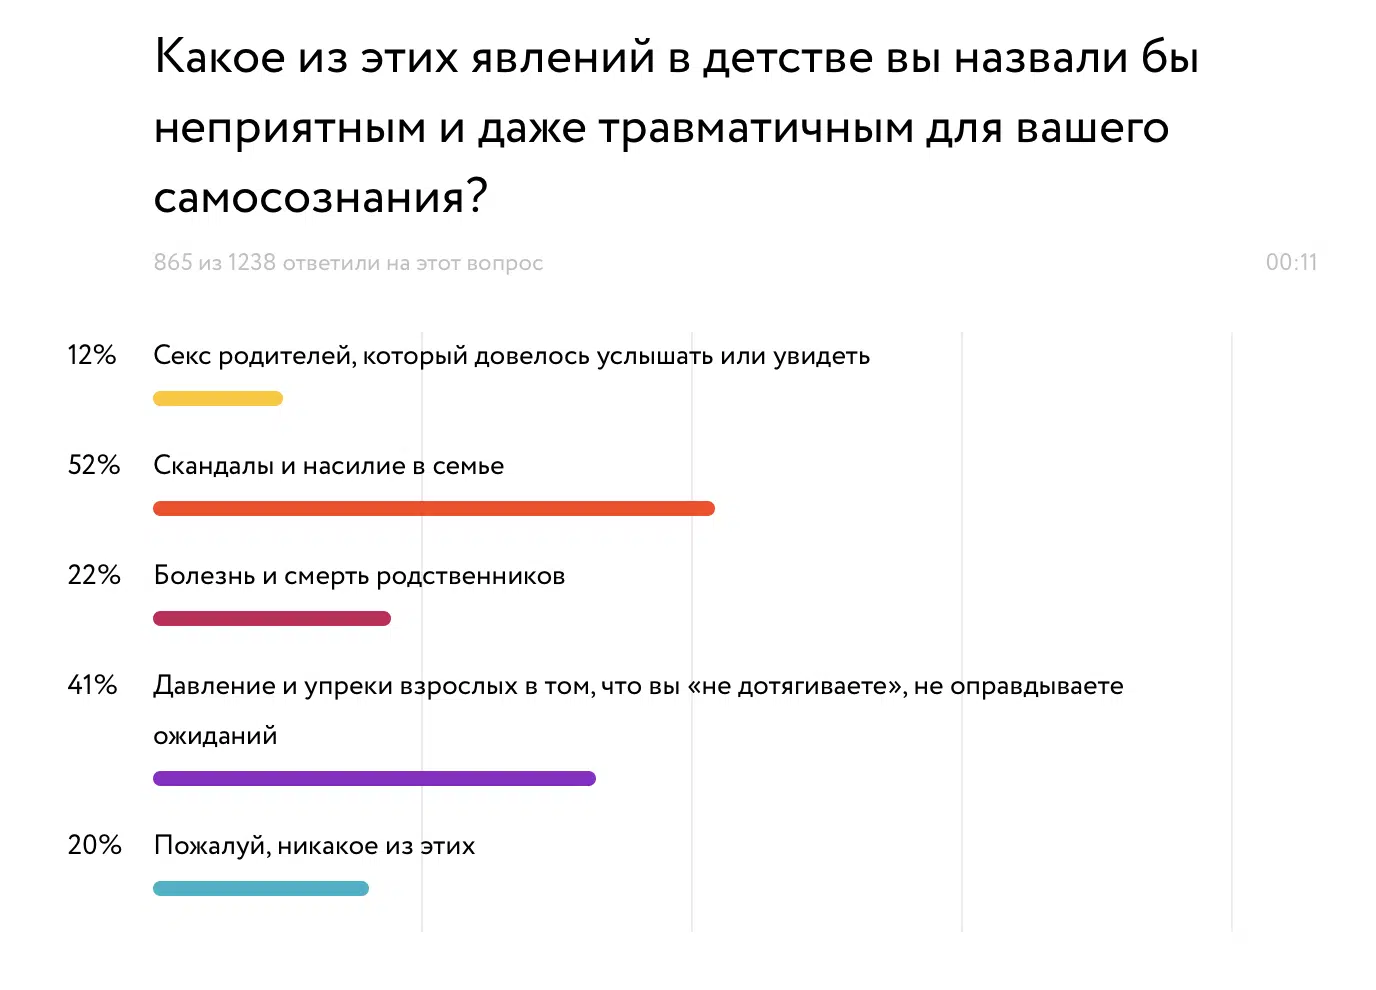 Какое из этих явлений в детстве вы назвали бы
неприятным и даже травматичным для вашего
самосознания?
865 из 1238 ответили на этот вопрос
00:11
12%
Секс родителей, который довелось услышать или увидеть
52%
Скандалы и насилие в семье
22%
Болезнь и смерть родственников
41%
Давление и упреки взрослых в том, что вы «не дотягиваете», не оправдываете
ожиданий
20%
Пожалуй, никакое из этих